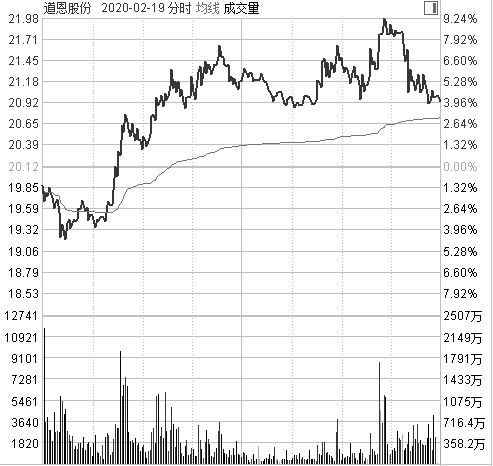 道恩股份 2020-02-19 分时 均线 成交量
21.98 9.24%
21.71 7.92%
21.45 6.60%
21.18 5.28%
20.92 3.96%
20.65 2.64%
20.39 1.32%
20.12 0.00%
19.85 1.32%
19.59 2.64%
19.32 3.96%
19.06 5.28%
18.79 6.60%
18.53 7.92%
12741 2507万
10921 2149万
9101 1791万
7281 1433万
5461 1075万
3640 716.4万
1820 358.2万